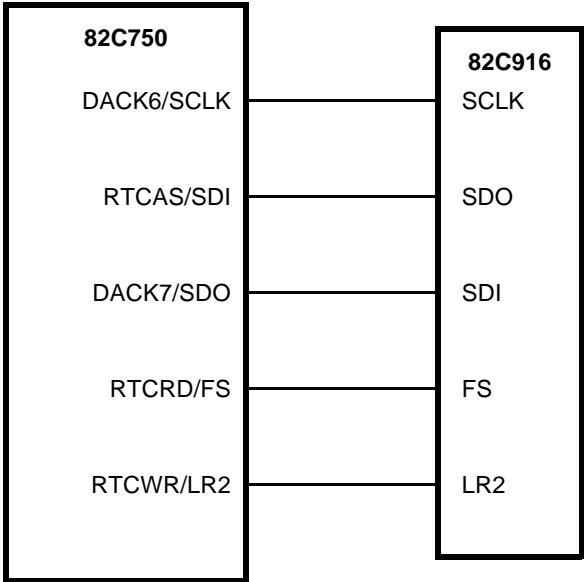 82C750
82C916
DACK6/SCLK
SCLK
RTCAS/SDI
SDO
DACK7/SDO
SDI
RTCRD/FS
FS
RTCWR/LR2
LR2